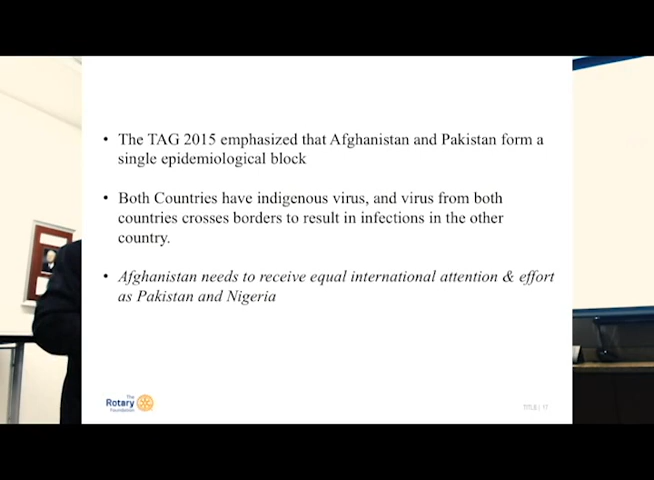 • The TAG 2015 emphasized that Afghanistan and Pakistan form a
single epidemiological block
• Both Countries have indigenous virus, and virus from both
countries crosses borders to result in infections in the other
country.
• Afghanistan needs to receive equal international attention & effort
as Pakistan and Nigeria
The
Rotary
Foundation
TITLE | 17